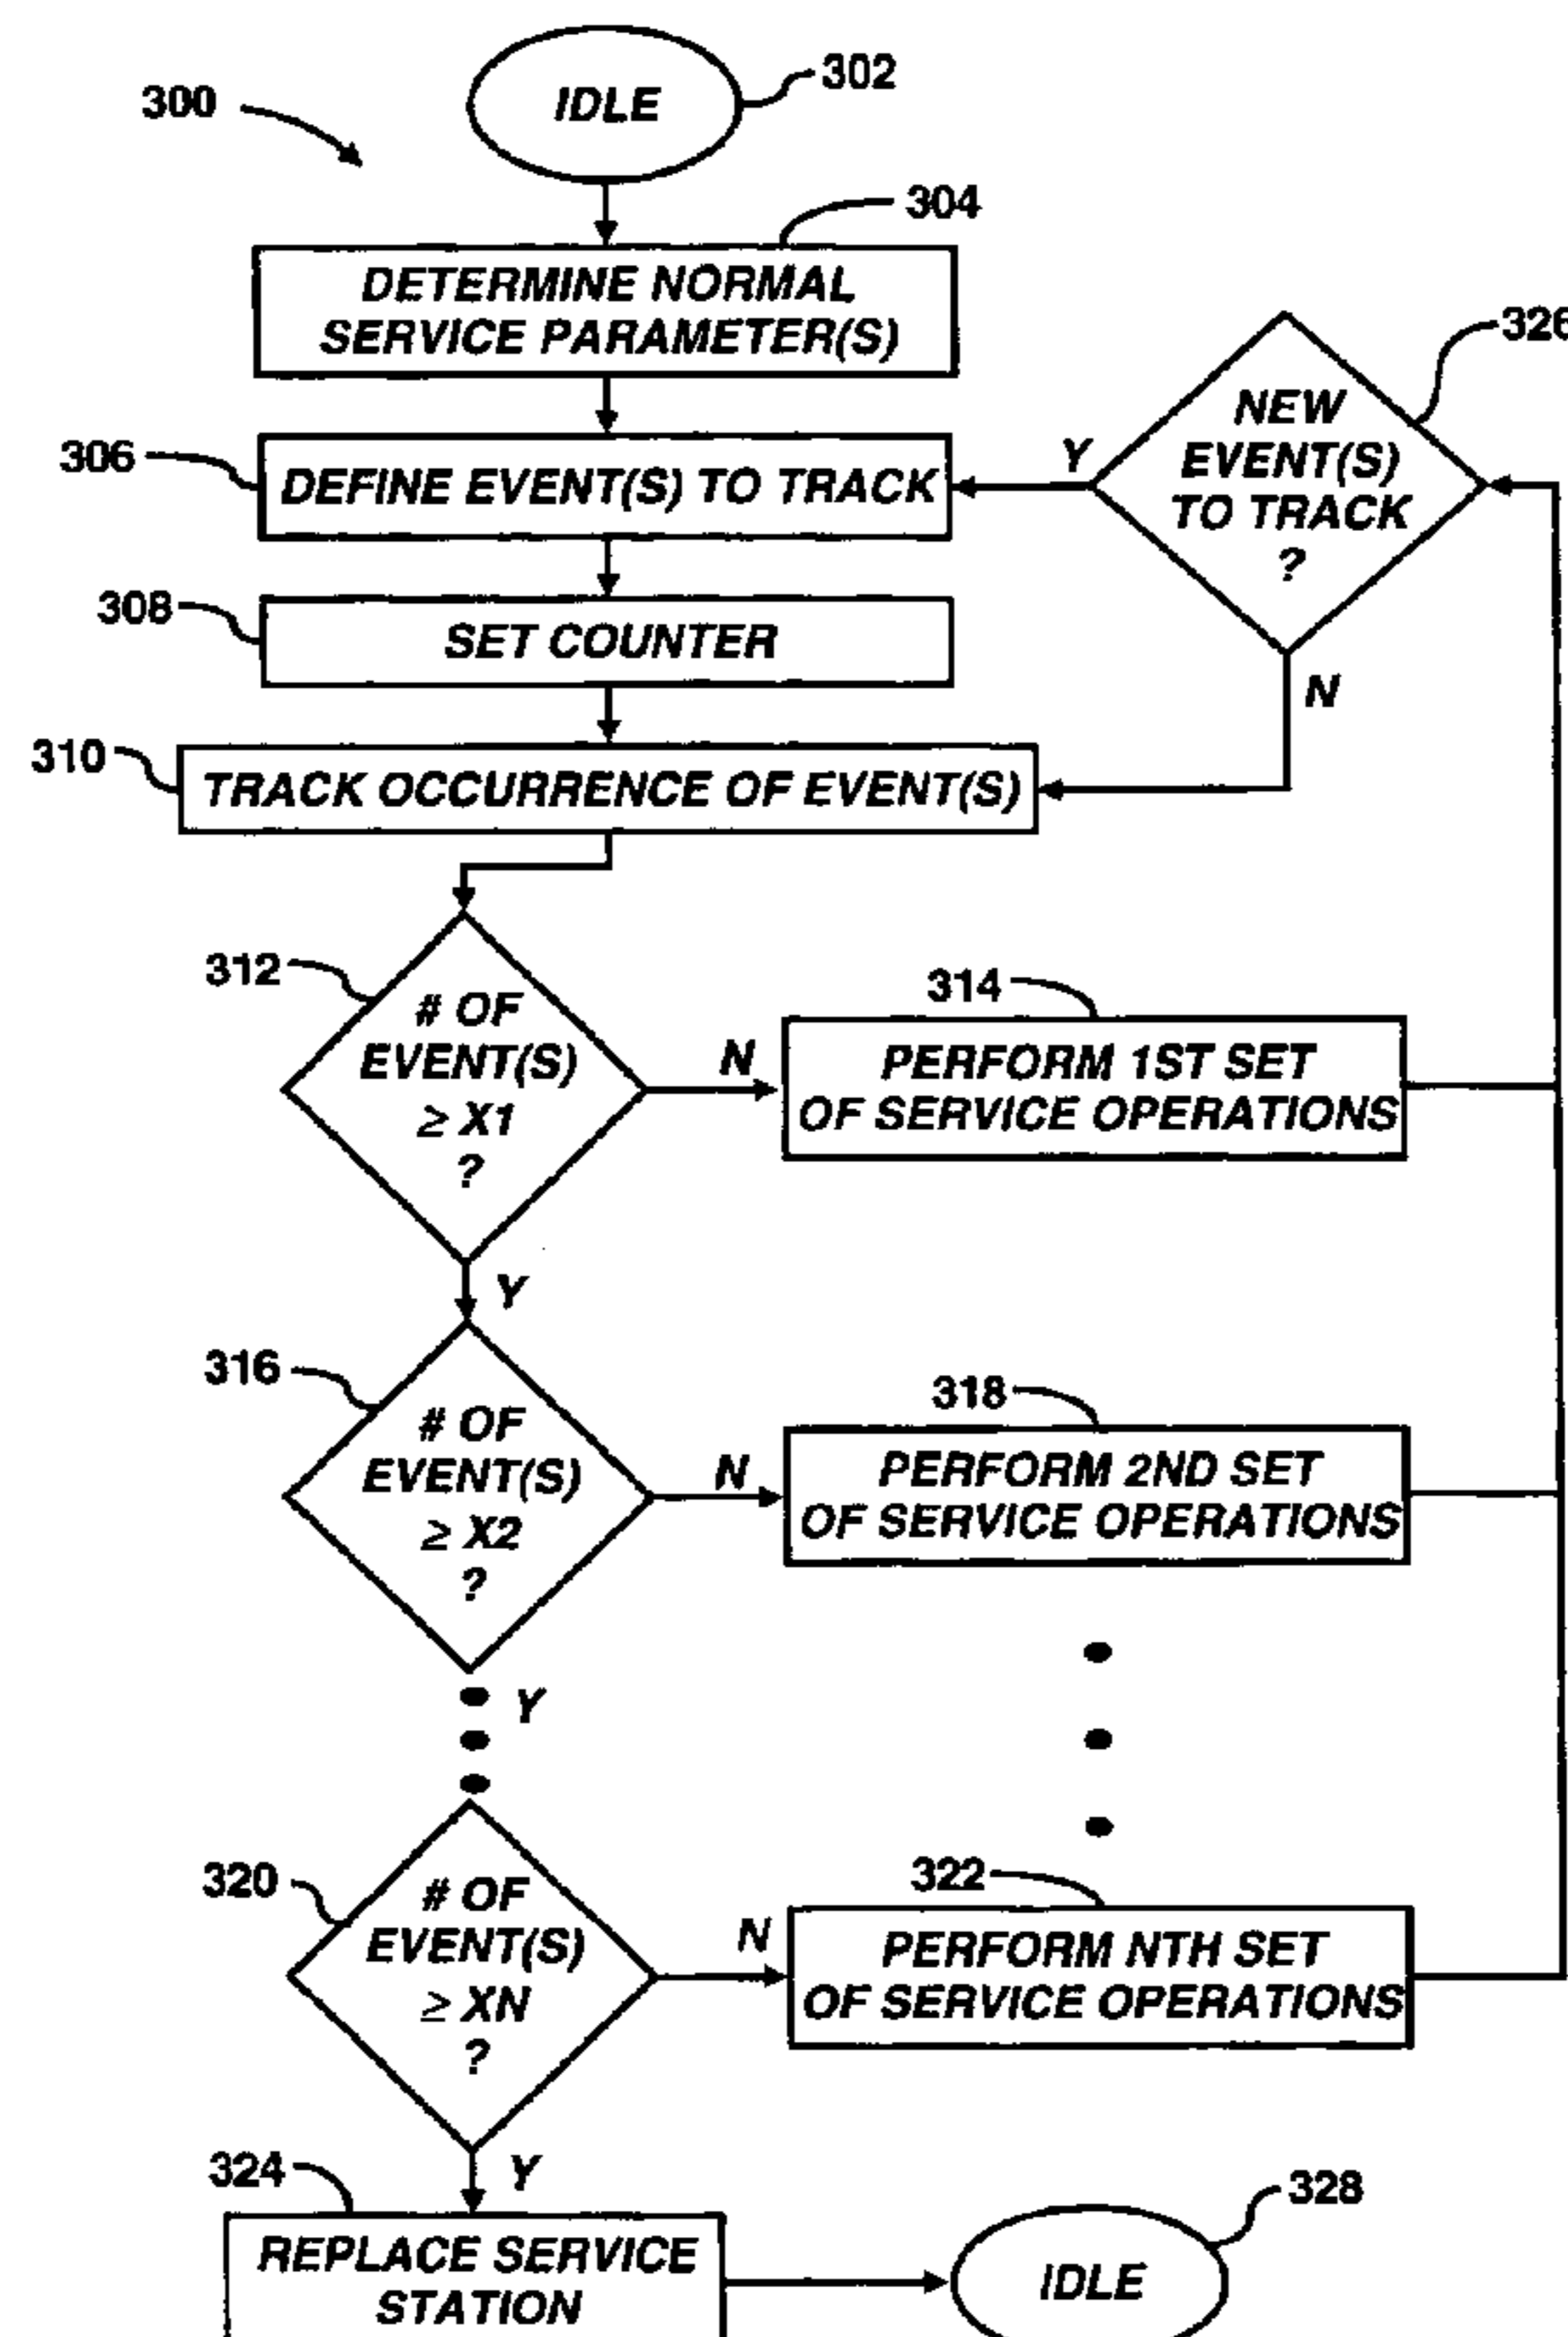 300
IDLE
302
304
DETERMINE NORMAL
SERVICE PARAMETER(S)
326
306
DEFINE EVENT(S) TO TRACK
Y
NEW
EVENT(S)
TO TRACK
?
308
SET COUNTER
N
310
TRACK OCCURRENCE OF EVENT(S)
312
# OF
EVENT(S)
≥ X1
?
N
314
PERFORM 1ST SET
OF SERVICE OPERATIONS
Y
316
# OF
EVENT(S)
≥ X2
?
N
318
PERFORM 2ND SET
OF SERVICE OPERATIONS
Y
320
# OF
EVENT(S)
≥ XN
?
N
322
PERFORM NTH SET
OF SERVICE OPERATIONS
Y
324
REPLACE SERVICE
STATION
328
IDLE